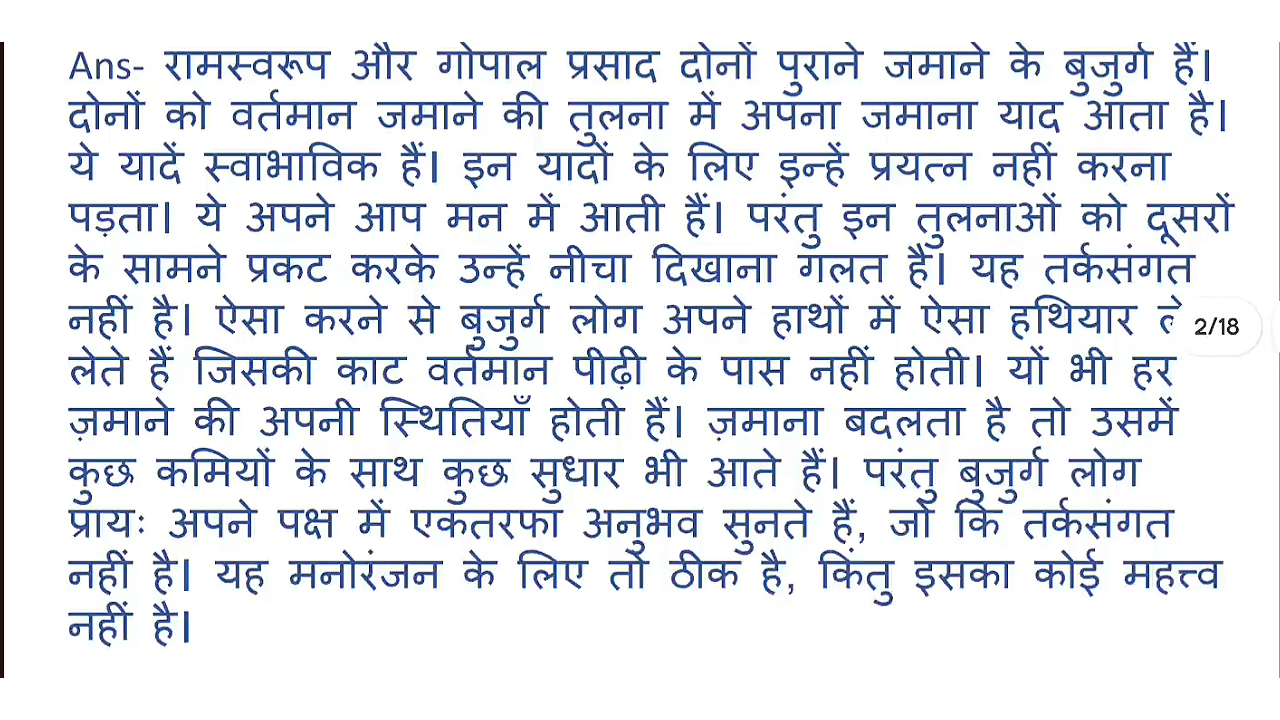 Ans- रामस्वरूप और गोपाल प्रसाद दोनों पुराने जमाने के बुजुर्ग हैं।
दोनों को वर्तमान जमाने की तुलना में अपना जमाना याद आता है।
ये यादें स्वाभाविक हैं। इन यादों के लिए इन्हें प्रयत्न नहीं करना
पड़ता। ये अपने आप मन में आती हैं। परंतु इन तुलनाओं को दूसरों
के सामने प्रकट करके उन्हें नीचा दिखाना गलत है। यह तर्कसंगत
नहीं है। ऐसा करने से बुजुर्ग लोग अपने हाथों में ऐसा हथियार
2/18
लेते हैं जिसकी काट वर्तमान पीढ़ी के पास नहीं होती। यों भी हर
ज़माने की अपनी स्थितियाँ होती हैं। ज़माना बदलता है तो उसमें
कुछ कमियों के साथ कुछ सुधार भी आते हैं। परंतु बुजुर्ग लोग
प्रायः अपने पक्ष में एकतरफा अनुभव सुनते हैं, जो कि तर्कसंगत
नहीं है। यह मनोरंजन के लिए तो ठीक है, किंतु इसका कोई महत्त्व
नहीं है।